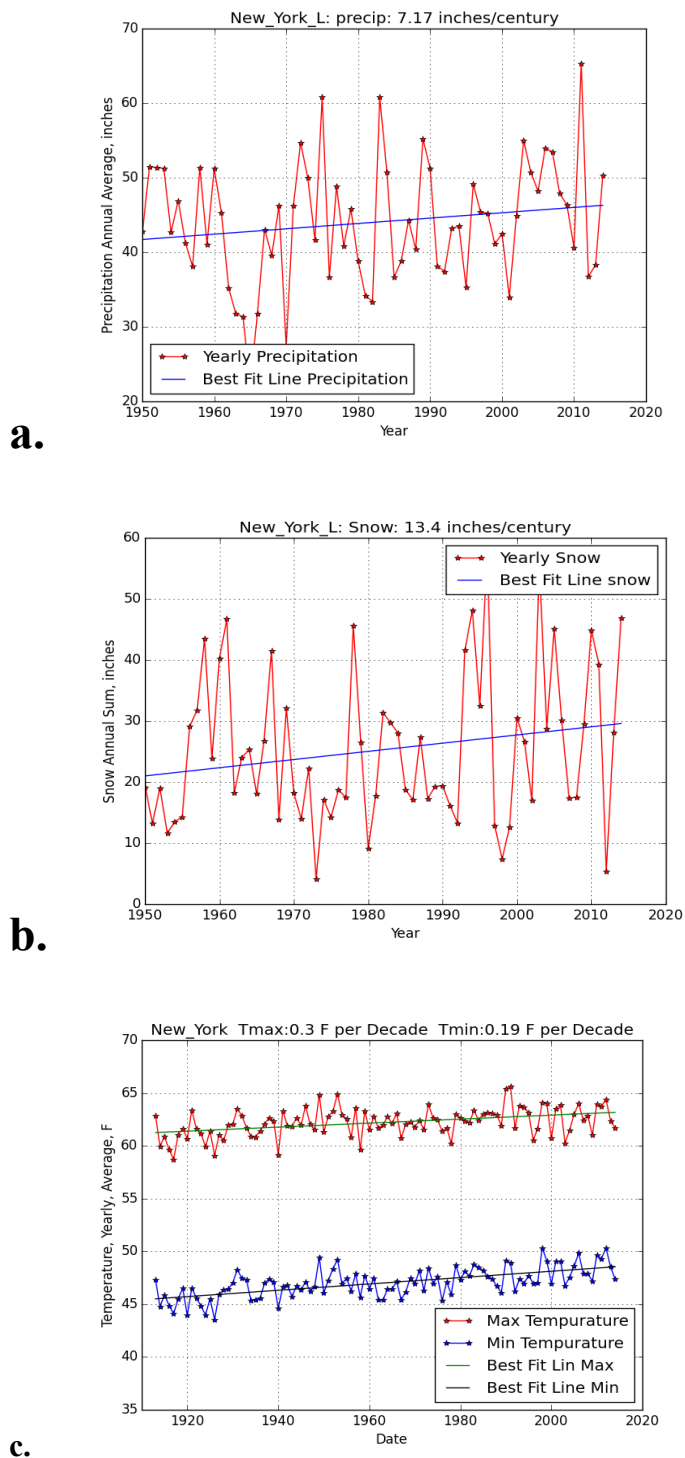 New_York_L: precip: 7.17 inches/century
70
60
50
40
30
20
Precipitation Annual Average, inches
Yearly Precipitation
Best Fit Line Precipitation
1950 1960 1970 1980 1990 2000 2010 2020
Year
a.
New_York_L: Snow: 13.4 inches/century
60
50
40
30
20
10
0
Snow Annual Sum, inches
Yearly Snow
Best Fit Line snow
1950 1960 1970 1980 1990 2000 2010 2020
Year
b.
New_York Tmax:0.3 F per Decade Tmin:0.19 F per Decade
70
65
60
55
50
45
40
35
Temperature, Yearly, Average, F
Max Tempurature
Min Tempurature
Best Fit Lin Max
Best Fit Line Min
1920 1940 1960 1980 2000 2020
Date
c.